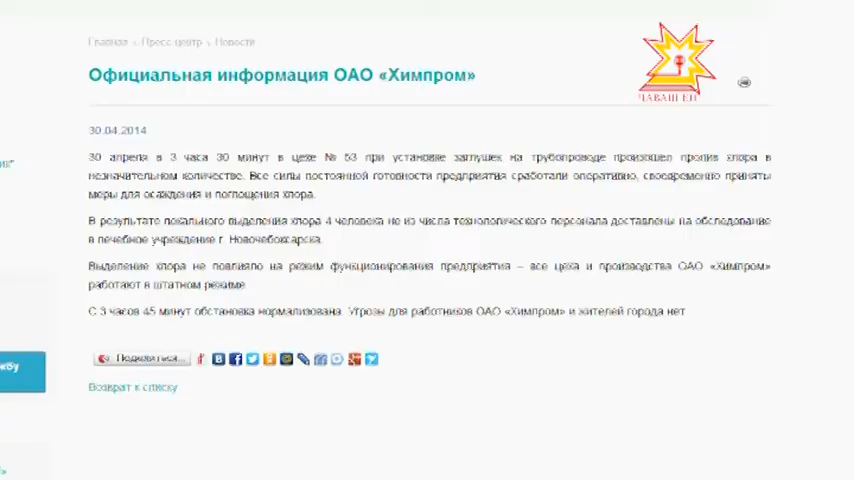 Главная › Пресс-центр › Новости
Официальная информация ОАО «Химпром»
ЧӐВАШ ЕН
30.04.2014
30 апреля в 3 часа 30 минут в цехе № 53 при установке заглушек на трубопроводе произошел пролив хлора в
незначительном количестве. Все силы постоянной готовности предприятия сработали оперативно, своевременно приняты
меры для осаждения и поглощения хлора.
В результате локального выделения хлора 4 человека не из числа технологического персонала доставлены на обследование
в лечебное учреждение г. Новочебоксарска.
Выделение хлора не повлияло на режим функционирования предприятия – все цеха и производства ОАО «Химпром»
работают в штатном режиме.
С 3 часов 45 минут обстановка нормализована. Угрозы для работников ОАО «Химпром» и жителей города нет.
жбу
Поделиться...
Возврат к списку